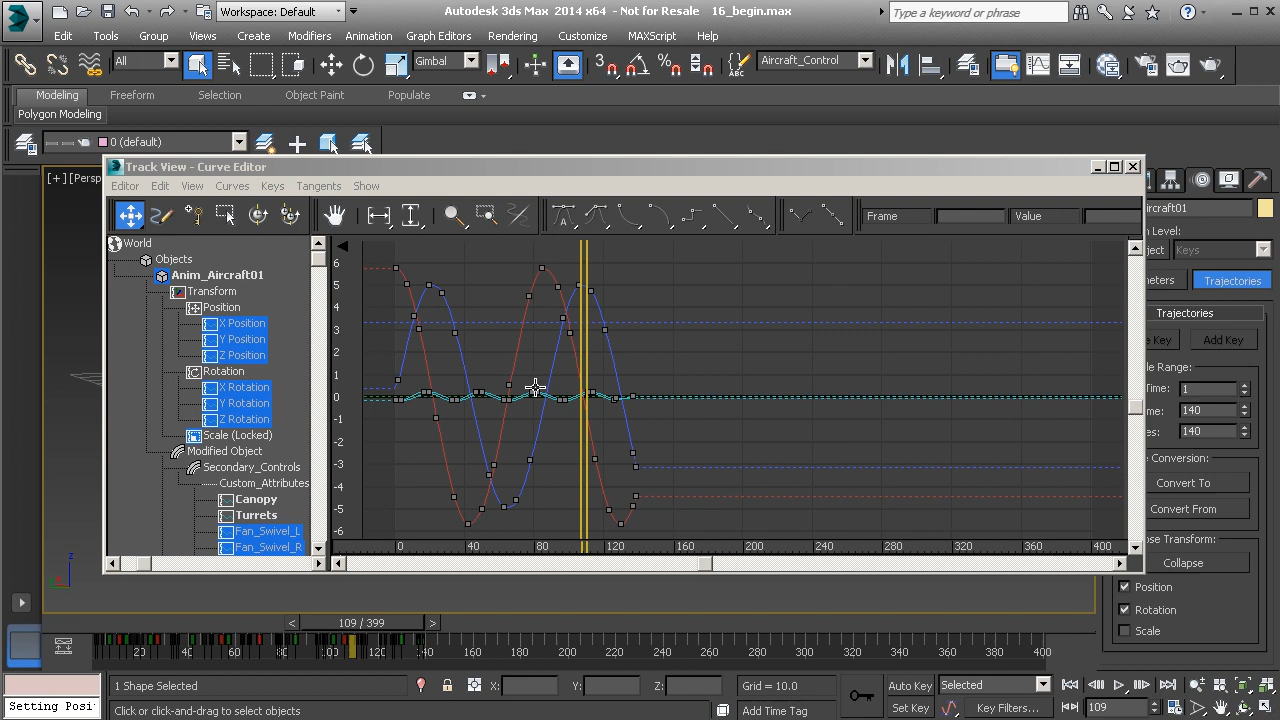 Workspace: Default
Autodesk 3ds Max 2014 x64 - Not for Resale 16_begin.max
Type a keyword or phrase
Edit Tools Group Views Create Modifiers Animation Graph Editors Rendering Customize MAXScript Help
All Gimbal 3 Aircraft_Control
Modeling Freeform Selection Object Paint Populate
Polygon Modeling
0 (default)
[+] [Persp
Track View - Curve Editor
Editor Edit View Curves Keys Tangents Show
Frame Value
ircraft01
n Level:
ject Keys
meters Trajectories
Trajectories
e Key Add Key
le Range:
Time: 1
me: 140
es: 140
Conversion:
Convert To
Convert From
ose Transform:
Collapse
Position
Rotation
Scale
World
Objects
Anim_Aircraft01
Transform
Position
X Position
Y Position
Z Position
Rotation
X Rotation
Y Rotation
Z Rotation
Scale (Locked)
Modified Object
Secondary_Controls
Custom_Attributes
Canopy
Turrets
Fan_Swivel_L
Fan_Swivel_R
6
5
4
3
2
1
0
-1
-2
-3
-4
-5
-6
0 40 80 120 160 200 240 280 320 360 400
z
< 109 / 399 >
20 40 60 80 100 120 140 160 180 200 220 240 260 280 300 320 340 360 380 400
1 Shape Selected X: Y: Z: Grid = 10.0 Auto Key Selected
Setting Posi Click or click-and-drag to select objects Add Time Tag Set Key Key Filters... 109